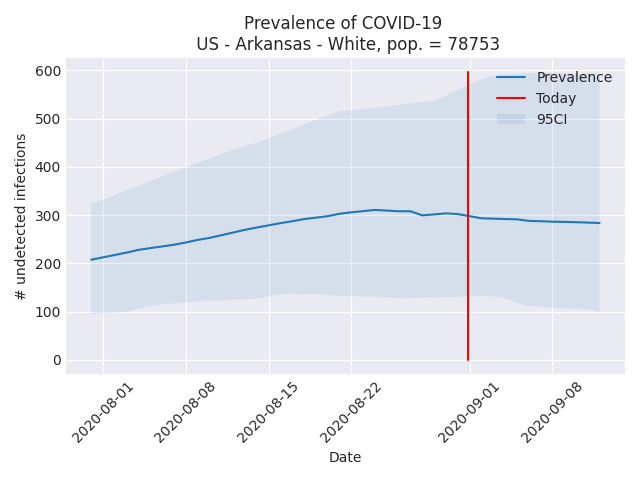 Prevalence of COVID-19
US - Arkansas - White, pop. = 78753
600
500
400
300
200
100
0
# undetected infections
Prevalence
Today
95CI
2020-08-01
2020-08-08
2020-08-15
2020-08-22
2020-09-01
2020-09-08
Date